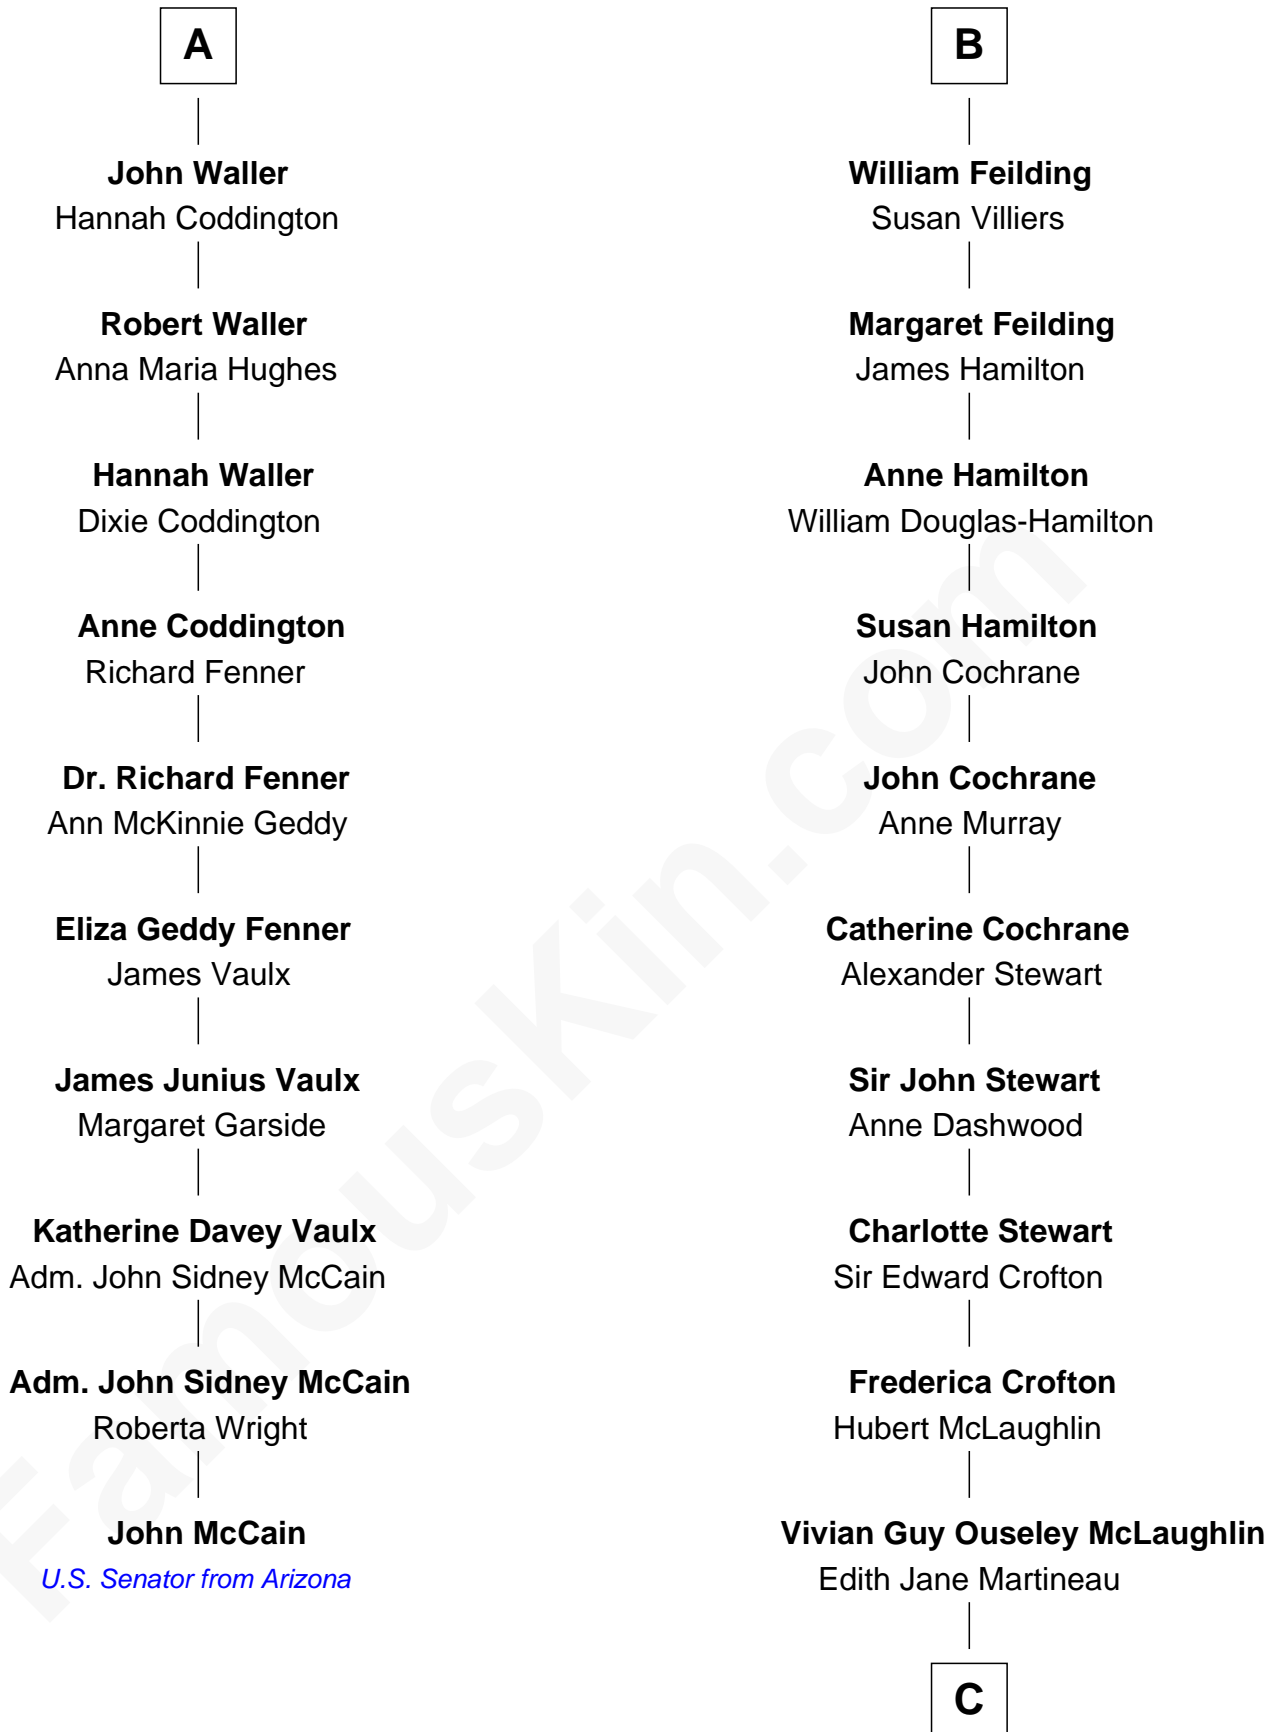 A
John Waller
Hannah Coddington
Robert Waller
Anna Maria Hughes
Hannah Waller
Dixie Coddington
Anne Coddington
Richard Fenner
Dr. Richard Fenner
Ann McKinnie Geddy
Eliza Geddy Fenner
James Vaulx
James Junius Vaulx
Margaret Garside
Katherine Davey Vaulx
Adm. John Sidney McCain
Adm. John Sidney McCain
Roberta Wright
John McCain
U.S. Senator from Arizona
B
William Feilding
Susan Villiers
Margaret Feilding
James Hamilton
Anne Hamilton
William Douglas-Hamilton
Susan Hamilton
John Cochrane
John Cochrane
Anne Murray
Catherine Cochrane
Alexander Stewart
Sir John Stewart
Anne Dashwood
Charlotte Stewart
Sir Edward Crofton
Frederica Crofton
Hubert McLaughlin
Vivian Guy Ouseley McLaughlin
Edith Jane Martineau
C
FamousKin.com